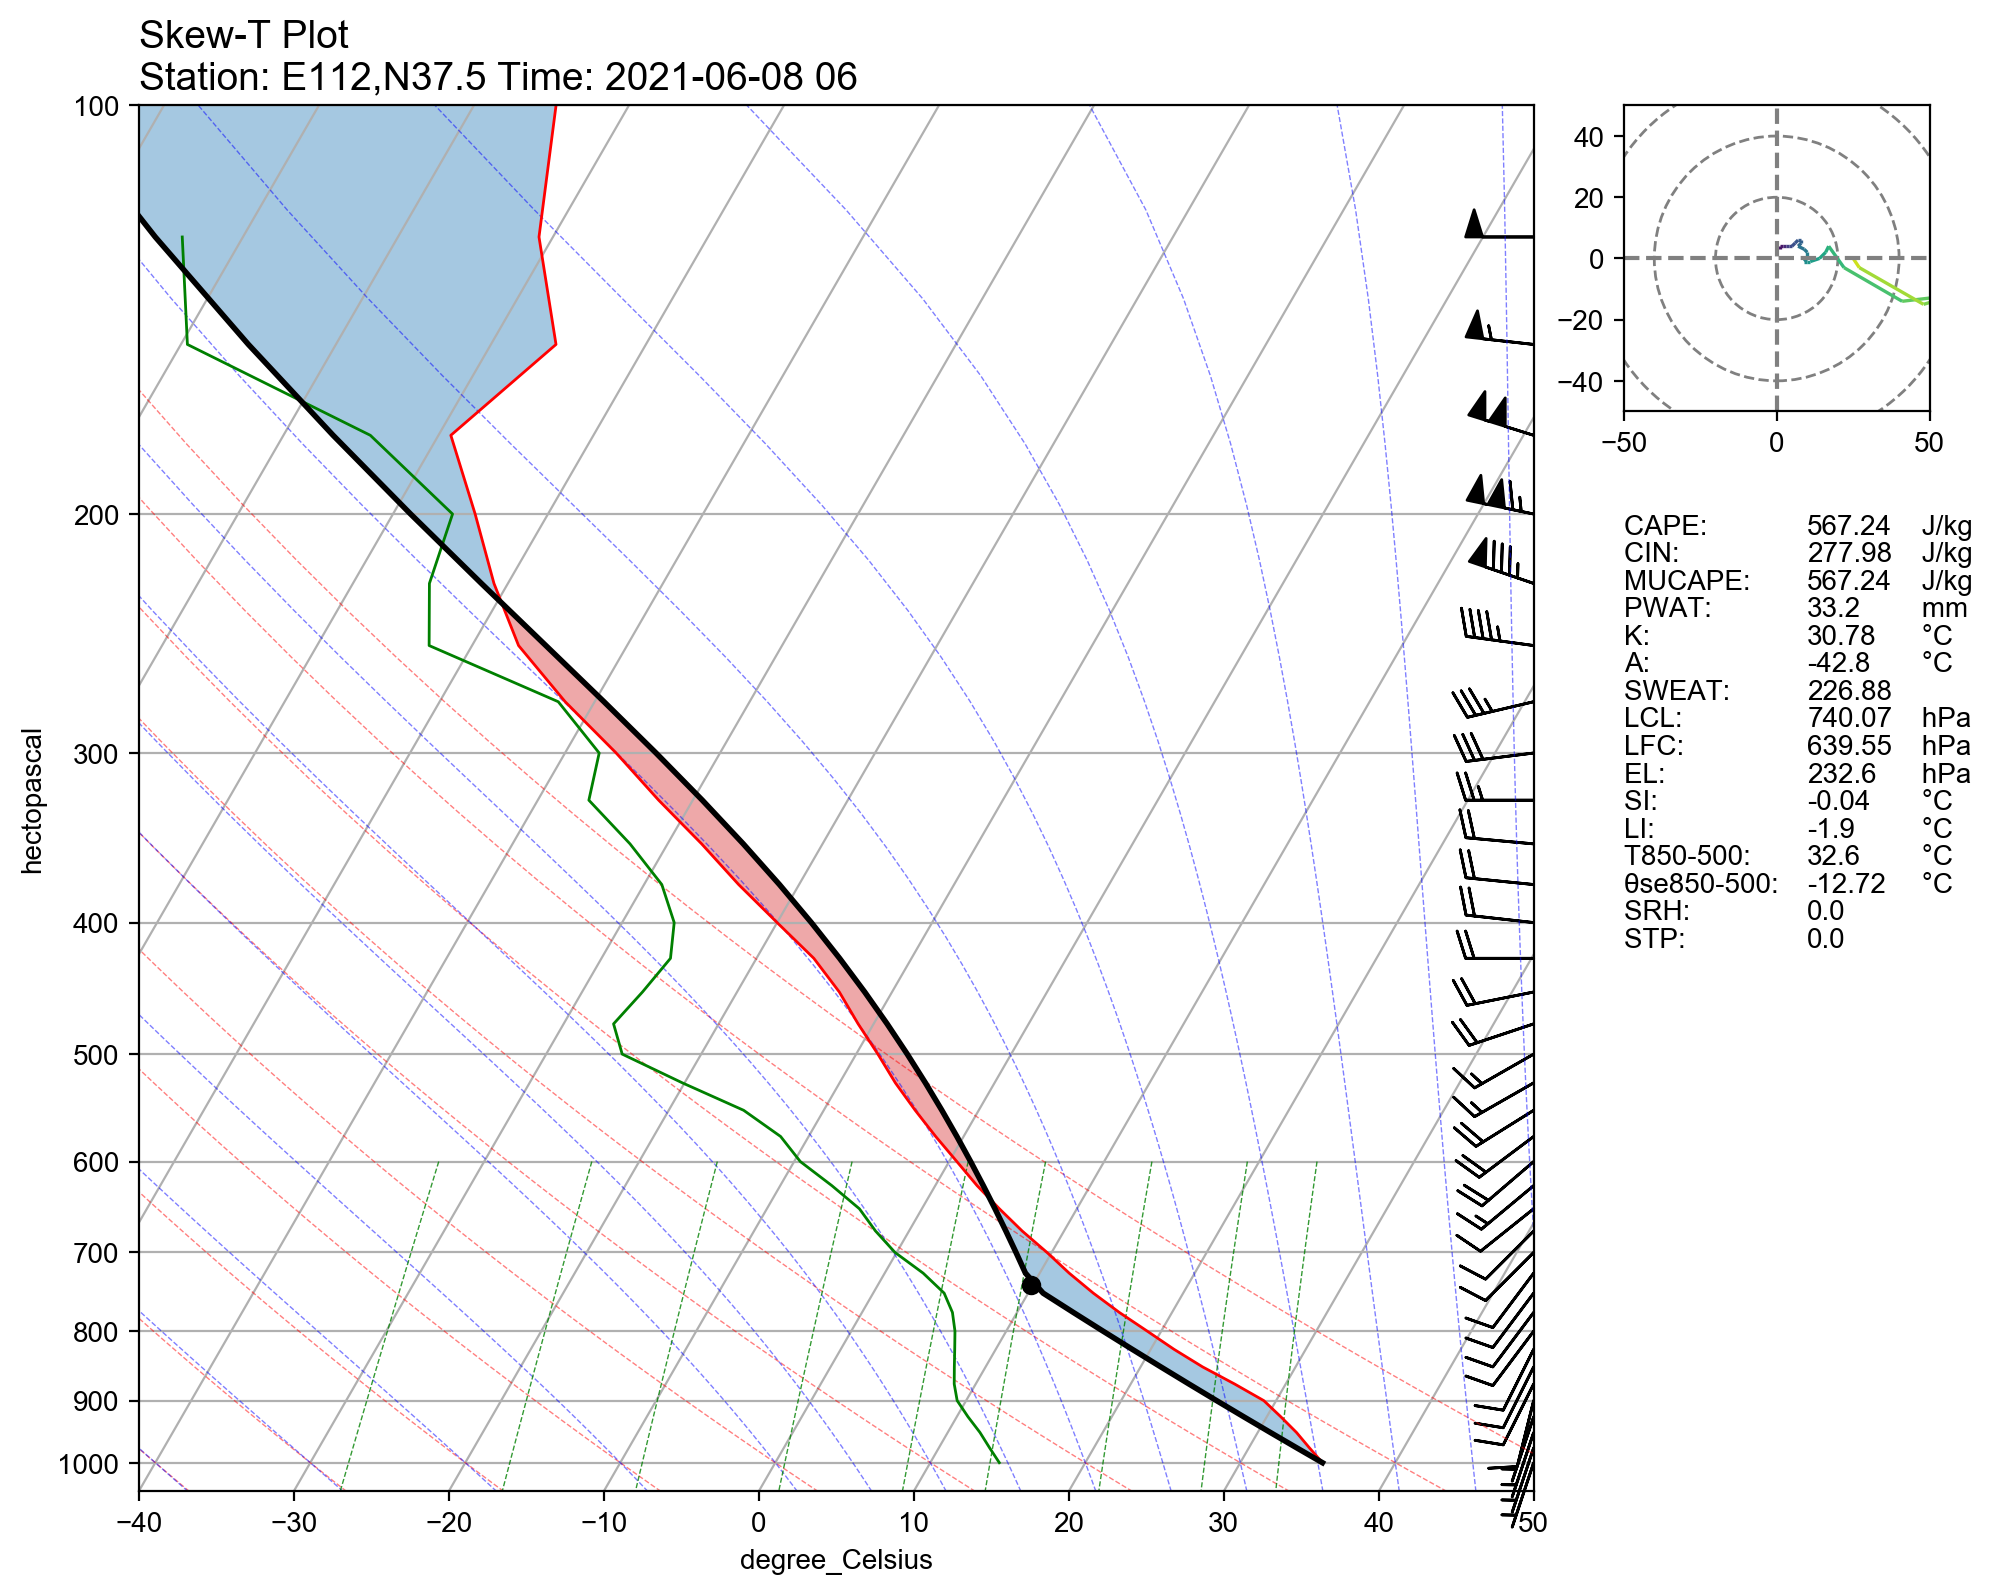 Skew-T Plot
Station: E112,N37.5 Time: 2021-06-08 06
100
200
300
400
500
600
700
800
900
1000
hectopascal
−40 −30 −20 −10 0 10 20 30 40 50
degree_Celsius
40
20
0
−20
−40
−50 0 50
CAPE: 567.24 J/kg
CIN: 277.98 J/kg
MUCAPE: 567.24 J/kg
PWAT: 33.2 mm
K: 30.78 °C
A: -42.8 °C
SWEAT: 226.88
LCL: 740.07 hPa
LFC: 639.55 hPa
EL: 232.6 hPa
SI: -0.04 °C
LI: -1.9 °C
T850-500: 32.6 °C
θse850-500: -12.72 °C
SRH: 0.0
STP: 0.0